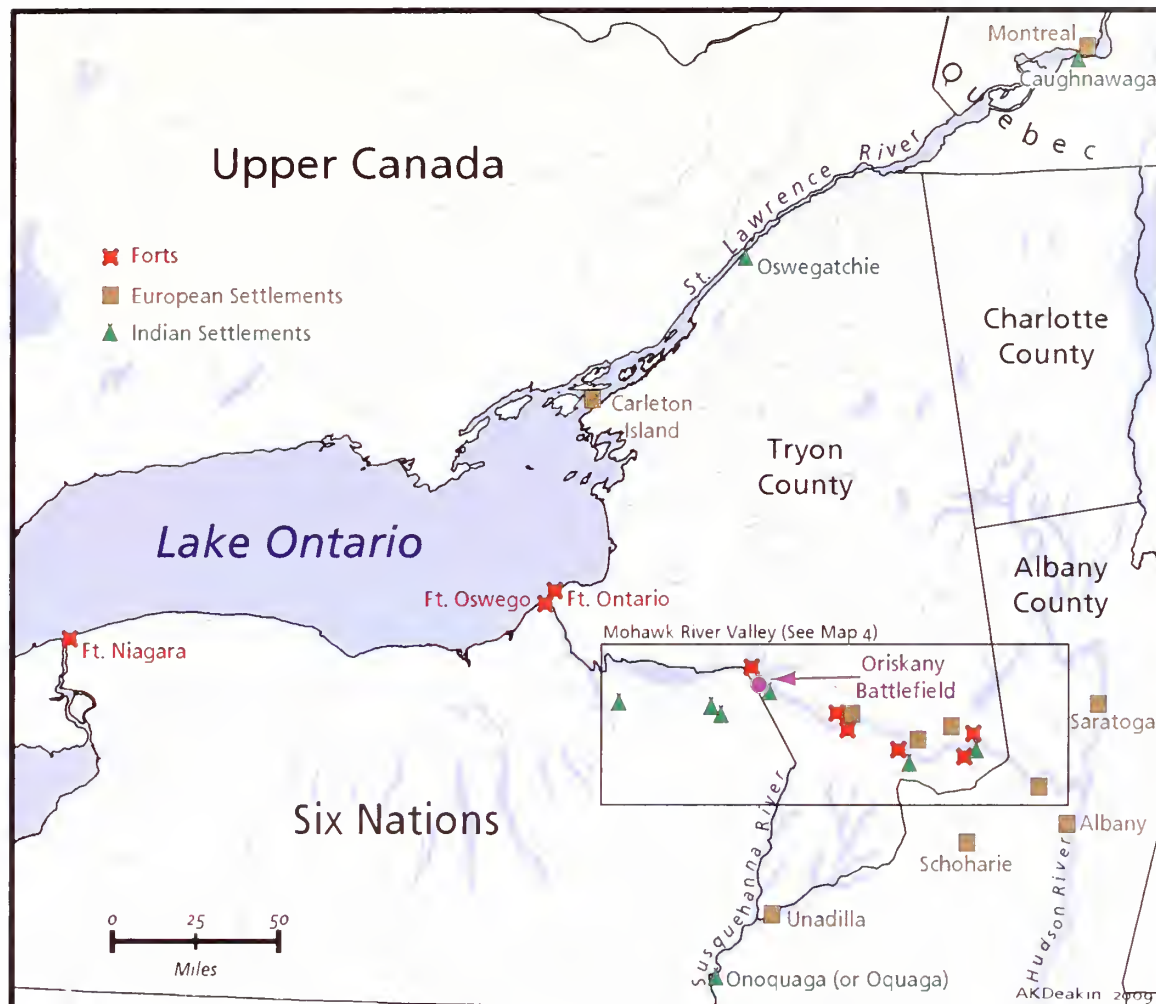 Montreal
Caughnawaga
Quebec
Upper Canada
St. Lawrence River
Forts
European Settlements
Indian Settlements
Oswegatchie
Charlotte
County
Carleton
Island
Tryon
County
Lake Ontario
Albany
County
Ft. Oswego
Ft. Ontario
Mohawk River Valley (See Map 4)
Ft. Niagara
Oriskany
Battlefield
Saratoga
Six Nations
Susquehanna River
Albany
Schoharie
Hudson River
Unadilla
0 25 50
Miles
Onoquaga (or Oquaga)
AKDeakin 2009